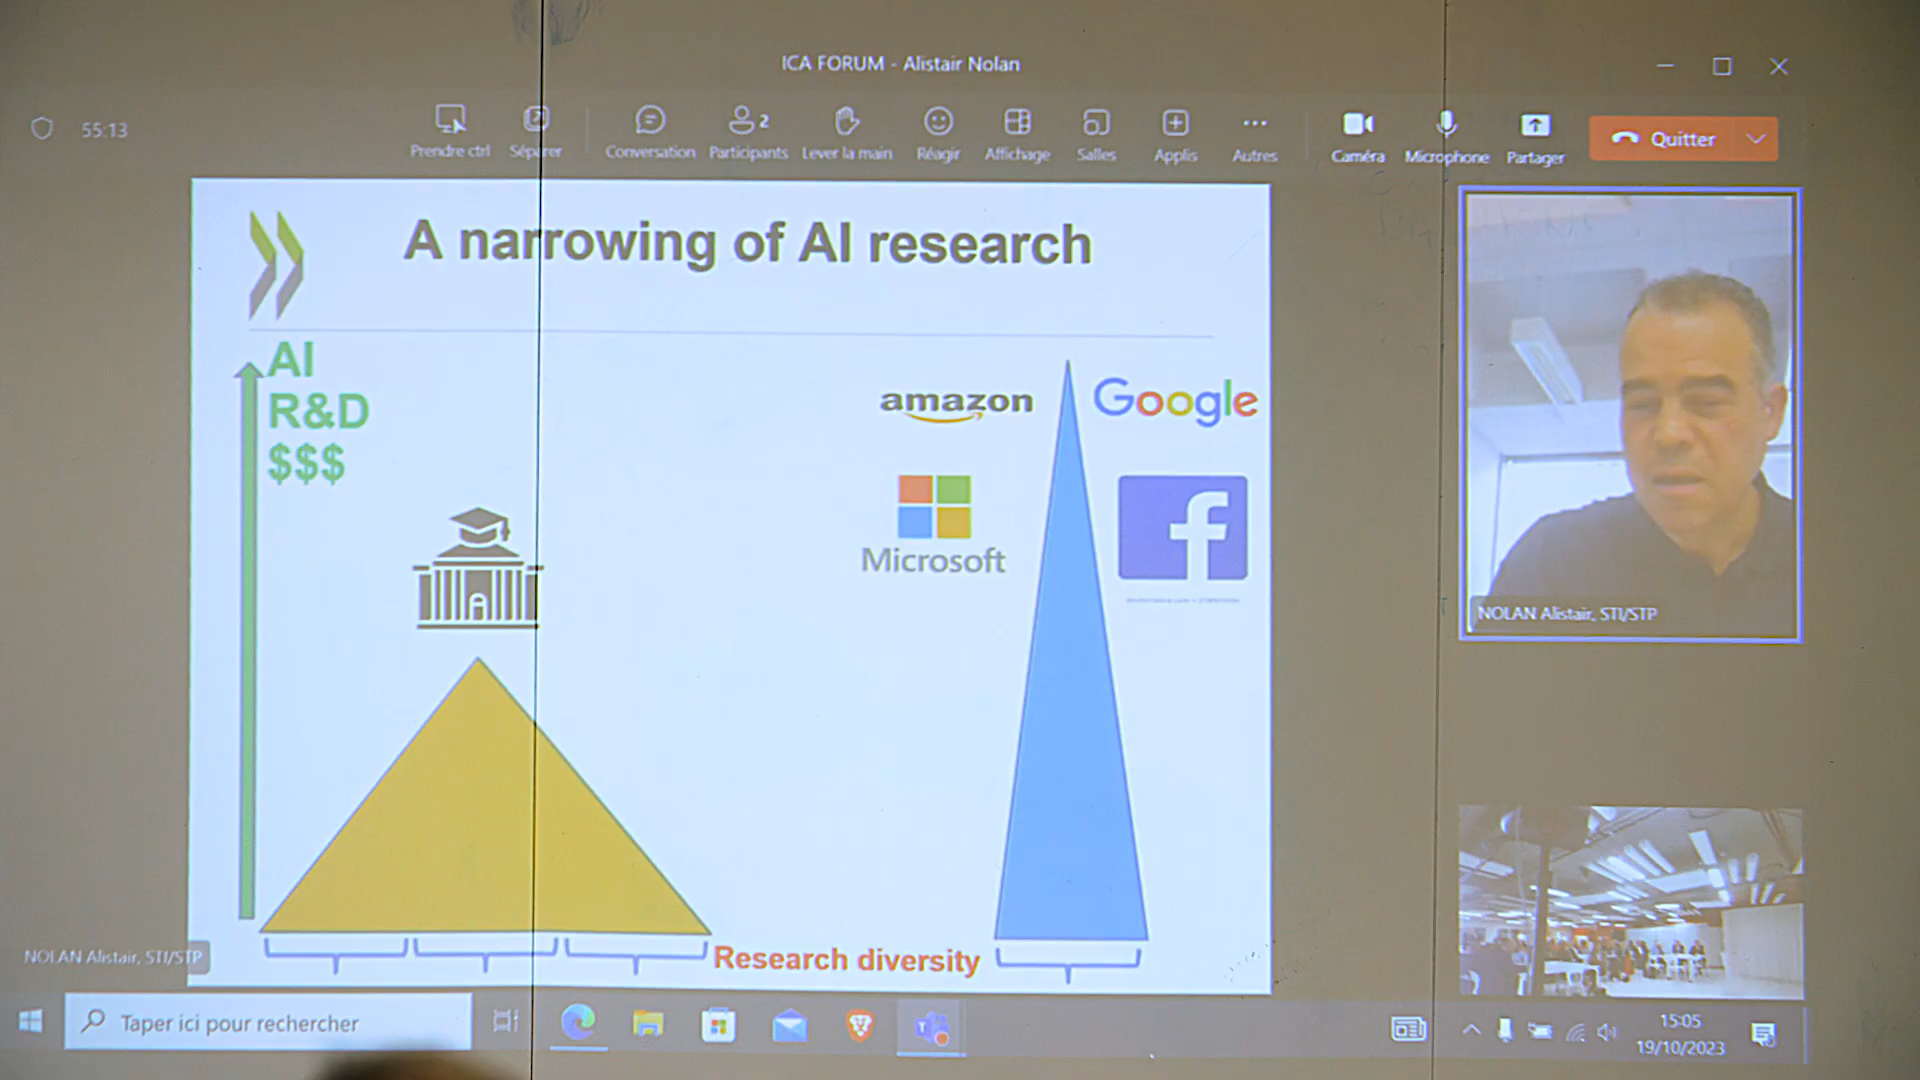 ICA FORUM - Alistair Nolan
55:13
Prendre ctrl
Séparer
Conversation
2
Participants
Lever la main
Réagir
Affichage
Salles
Applis
Autres
Caméra
Microphone
Partager
Quitter
A narrowing of AI research
AI
R&D
$$$
amazon
Google
Microsoft
f
Research diversity
NOLAN Alistair, STI/STP
NOLAN Alistair, STI/STP
Taper ici pour rechercher
15:05
19/10/2023